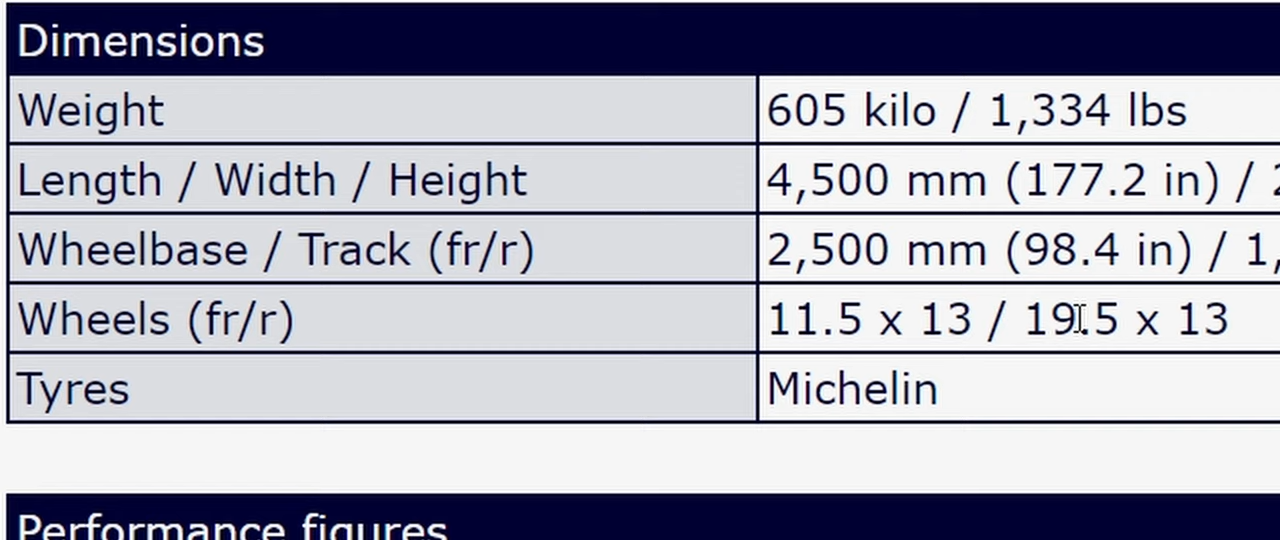 Dimensions
Weight 605 kilo / 1,334 lbs
Length / Width / Height 4,500 mm (177.2 in) /
Wheelbase / Track (fr/r) 2,500 mm (98.4 in) / 1,
Wheels (fr/r) 11.5 x 13 / 19.5 x 13
Tyres Michelin
Performance figures